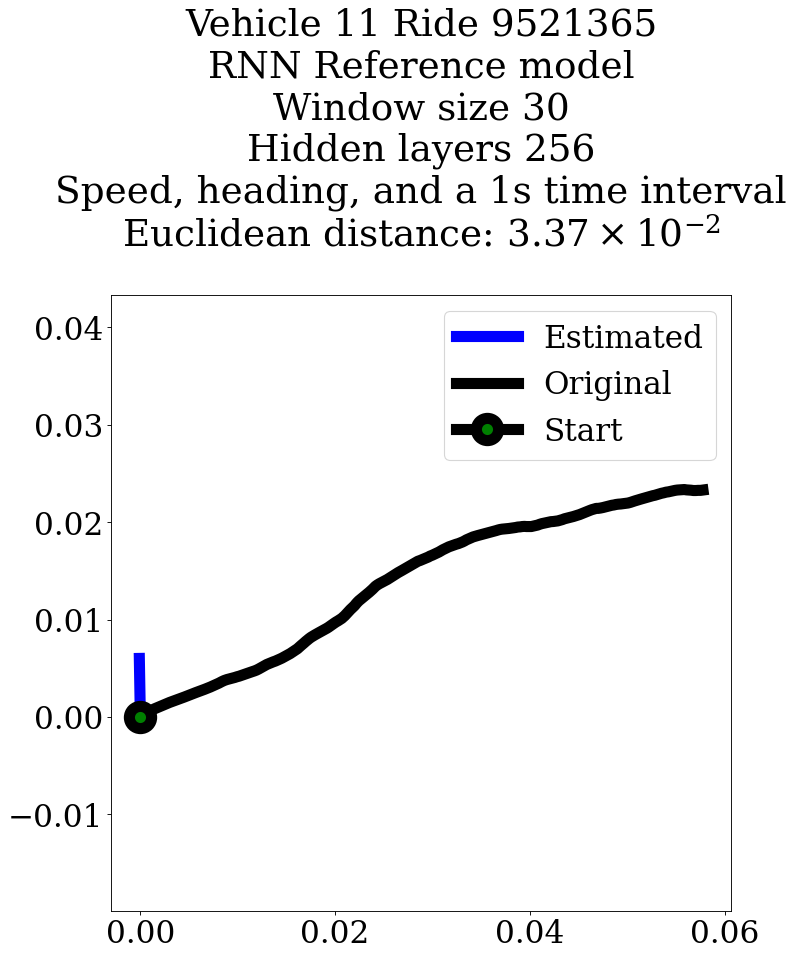 Vehicle 11 Ride 9521365
RNN Reference model
Window size 30
Hidden layers 256
Speed, heading, and a 1s time interval
Euclidean distance: 3.37 × 10⁻²
Estimated
Original
Start
0.04
0.03
0.02
0.01
0.00
−0.01
0.00 0.02 0.04 0.06